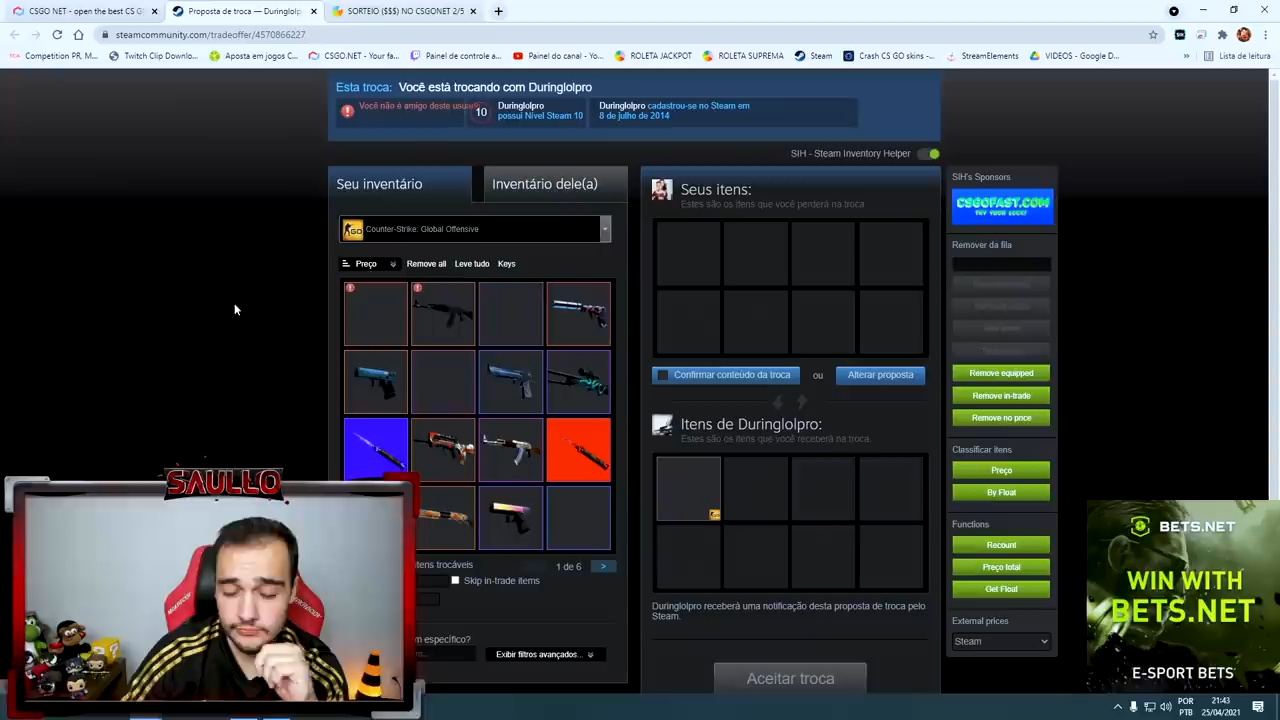 CSGO NET - open the best CS G
Proposta de troca — Duringlolp
SORTEIO ($$$) NO CSGONET 2/5
steamcommunity.com/tradeoffer/4570866227
Competition PR, M...
Twitch Clip Downlo...
Aposta em jogos C...
CSGO.NET - Your fa...
Painel de controle a...
Painel do canal - Yo...
ROLETA JACKPOT
ROLETA SUPREMA
Steam
Crash CS GO skins -...
StreamElements
VIDEOS - Google D...
Lista de leitura
Esta troca: Você está trocando com Duringlolpro
Você não é amigo deste usu
10
Duringlolpro
possui Nível Steam 10
Duringlolpro cadastrou-se no Steam em
8 de julho de 2014
SIH - Steam Inventory Helper
Seu inventário
Inventário dele(a)
Counter-Strike: Global Offensive
Preço
Remove all
Leve tudo
Keys
Seus itens:
Estes são os itens que você perderá na troca
Confirmar conteúdo da troca
ou
Alterar proposta
Itens de Duringlolpro:
Estes são os itens que você receberá na troca.
Duringlolpro receberá uma notificação desta proposta de troca pelo
Steam.
Aceitar troca
SIH's Sponsors
CSGOFAST.COM
TRY YOUR LUCK!
Remover da fila
Remove equipped
Remove in-trade
Remove no price
Classificar itens
Preço
By Float
Functions
Recount
Preço total
Get Float
External prices
Steam
itens trocáveis
1 de 6
>
Skip in-trade items
m específico?
Exibir filtros avançados...
SAULLO
BETS.NET
WIN WITH
BETS.NET
E-SPORT BETS
POR
PTB
21:43
25/04/2021